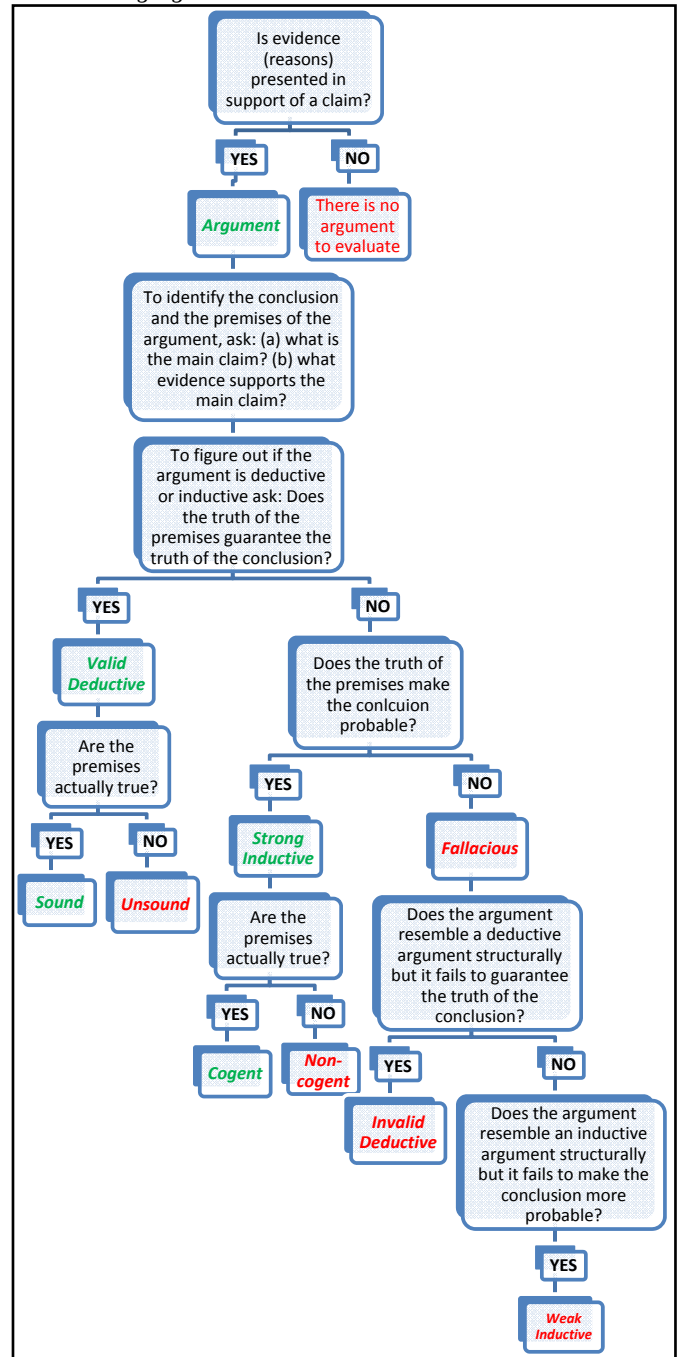 Is evidence
(reasons)
presented in
support of a claim?
YES
NO
Argument
There is no
argument
to evaluate
To identify the conclusion
and the premises of the
argument, ask: (a) what is
the main claim? (b) what
evidence supports the
main claim?
To figure out if the
argument is deductive
or inductive ask: Does
the truth of the
premises guarantee the
truth of the conclusion?
YES
NO
Valid
Deductive
Does the truth of
the premises make
the conlcuion
probable?
Are the
premises
actually true?
YES
NO
YES
NO
Sound
Unsound
Strong
Inductive
Fallacious
Are the
premises
actually true?
Does the argument
resemble a deductive
argument structurally
but it fails to guarantee
the truth of the
conclusion?
YES
NO
Cogent
Non-
cogent
YES
NO
Invalid
Deductive
Does the argument
resemble an inductive
argument structurally
but it fails to make the
conclusion more
probable?
YES
Weak
Inductive